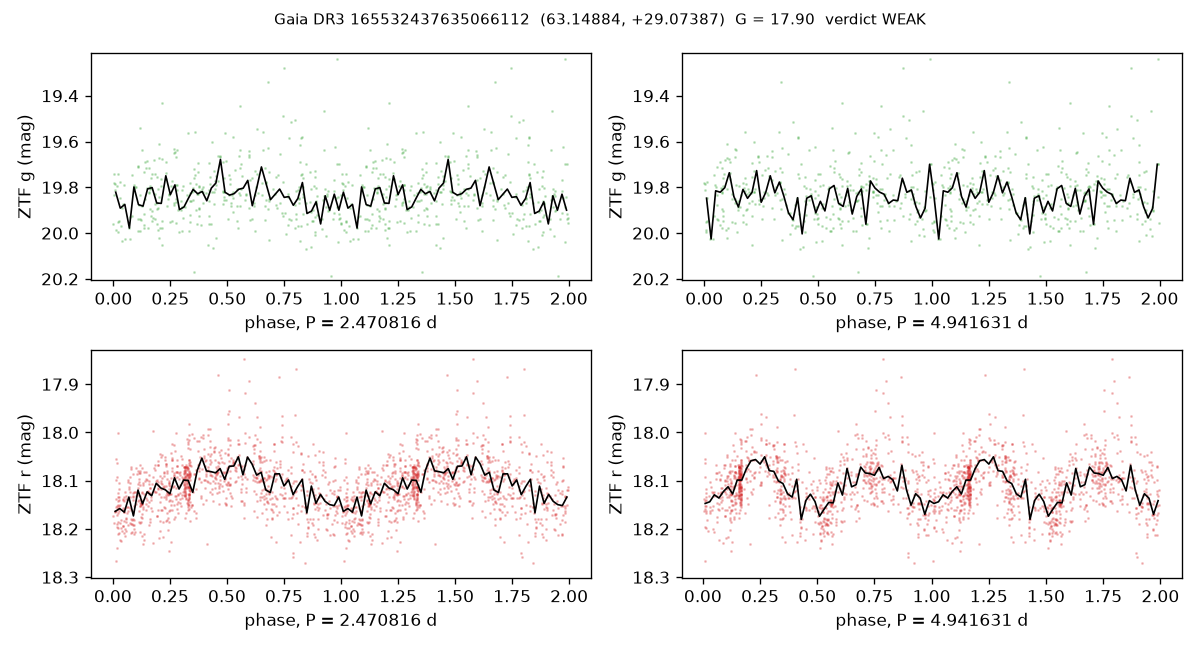 Gaia DR3 165532437635066112  (63.14884, +29.07387)  G = 17.90  verdict WEAK
ZTF g (mag)
19.4
19.6
19.8
20.0
20.2
0.00 0.25 0.50 0.75 1.00 1.25 1.50 1.75 2.00
phase, P = 2.470816 d
ZTF g (mag)
19.4
19.6
19.8
20.0
20.2
0.00 0.25 0.50 0.75 1.00 1.25 1.50 1.75 2.00
phase, P = 4.941631 d
ZTF r (mag)
17.9
18.0
18.1
18.2
18.3
0.00 0.25 0.50 0.75 1.00 1.25 1.50 1.75 2.00
phase, P = 2.470816 d
ZTF r (mag)
17.9
18.0
18.1
18.2
18.3
0.00 0.25 0.50 0.75 1.00 1.25 1.50 1.75 2.00
phase, P = 4.941631 d